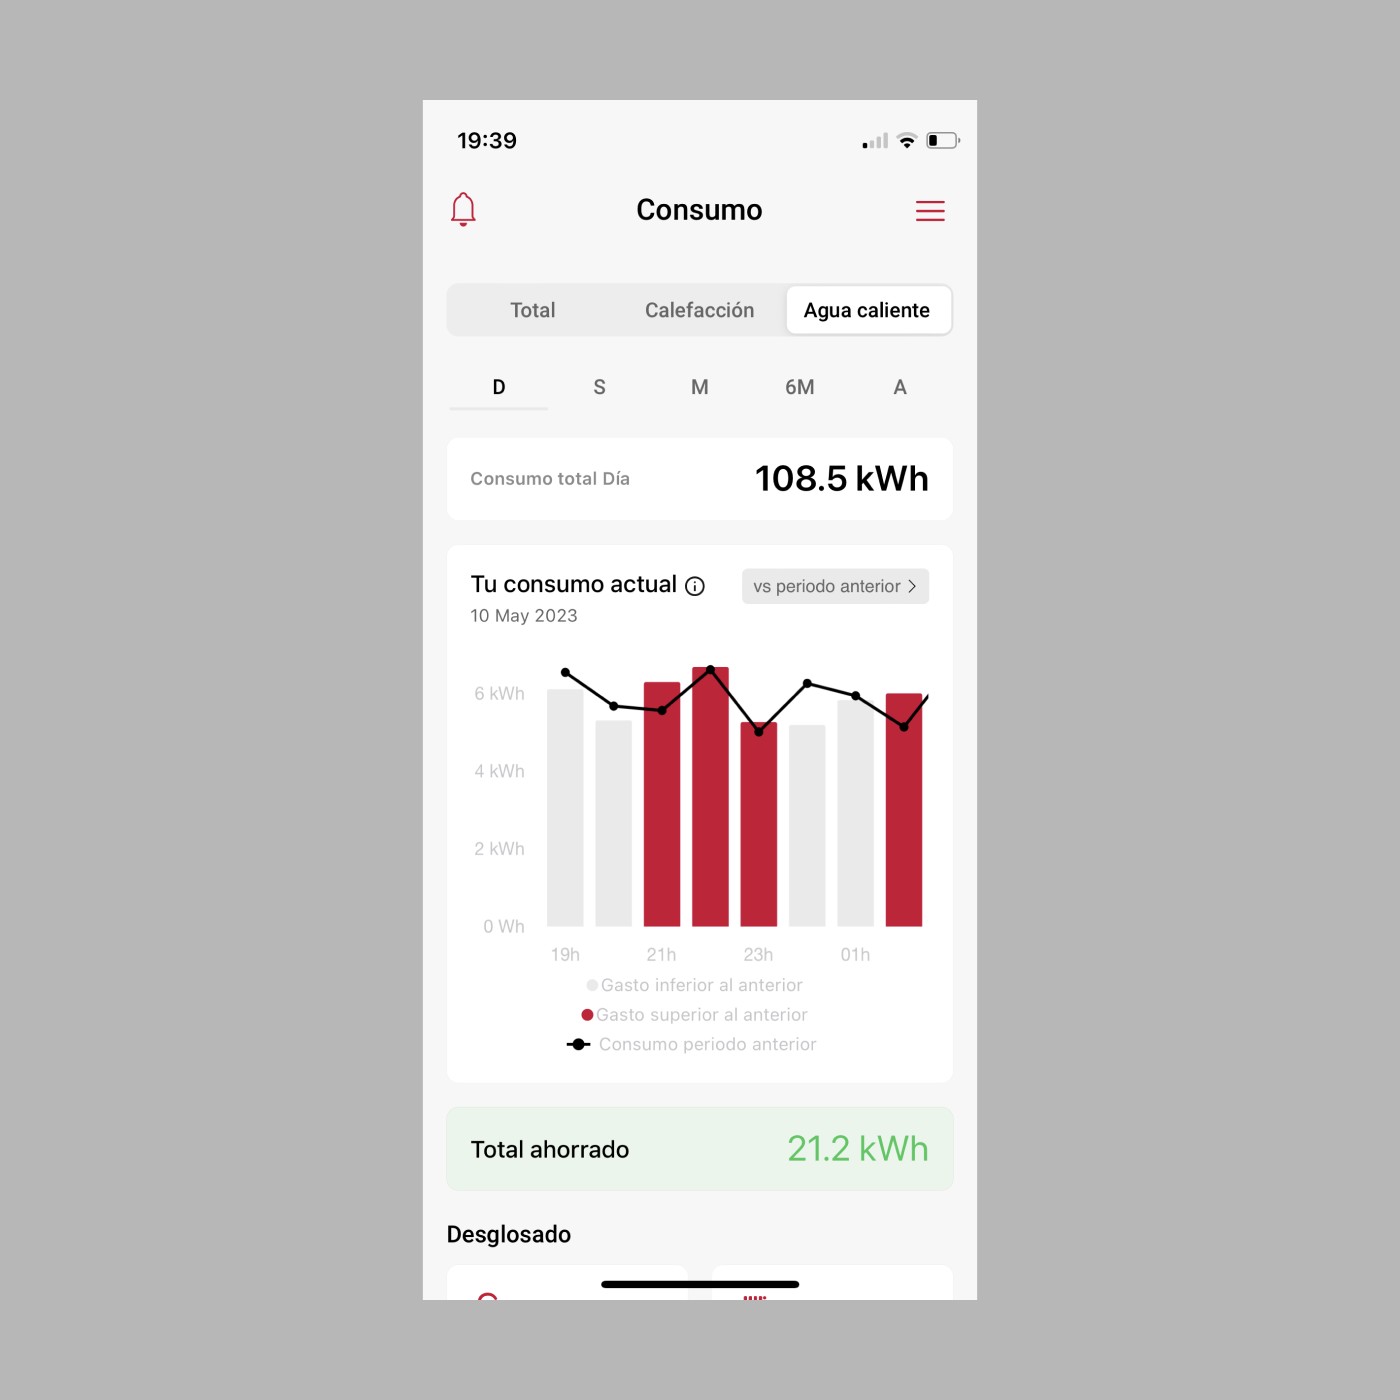 19:39
Consumo
Total Calefacción Agua caliente
D S M 6M A
Consumo total Día 108.5 kWh
Tu consumo actual vs periodo anterior
10 May 2023
6 kWh
4 kWh
2 kWh
0 Wh
19h 21h 23h 01h
Gasto inferior al anterior
Gasto superior al anterior
Consumo periodo anterior
Total ahorrado 21.2 kWh
Desglosado